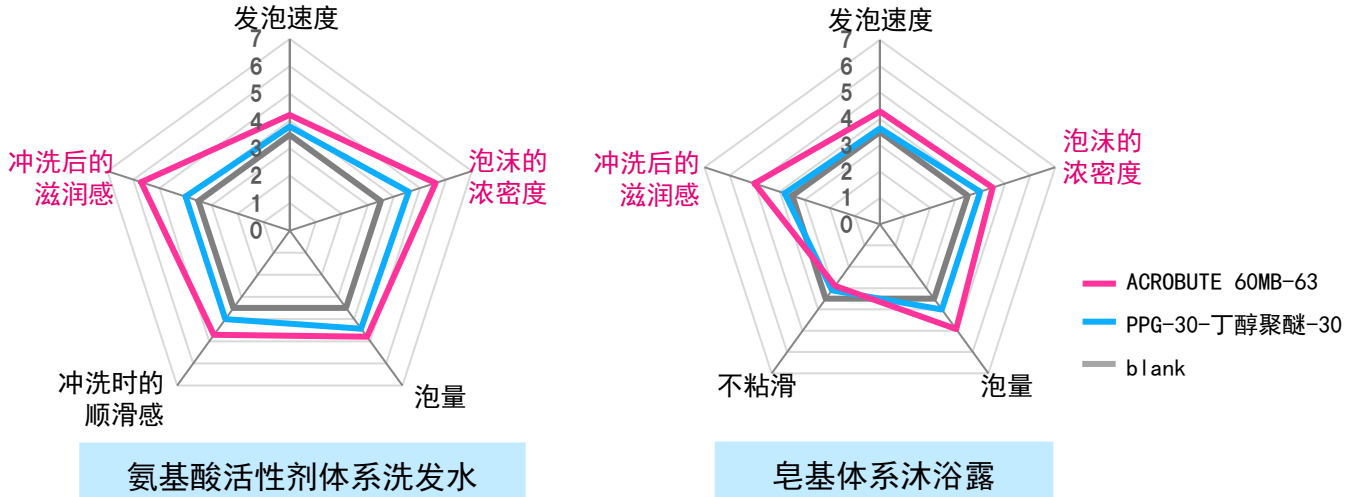 发泡速度
7
6
5
4
3
2
1
0
泡沫的
浓密度
泡量
冲洗时的
顺滑感
冲洗后的
滋润感
氨基酸活性剂体系洗发水
发泡速度
7
6
5
4
3
2
1
0
泡沫的
浓密度
泡量
不粘滑
冲洗后的
滋润感
皂基体系沐浴露
ACROBUTE 60MB-63
PPG-30-丁醇聚醚-30
blank